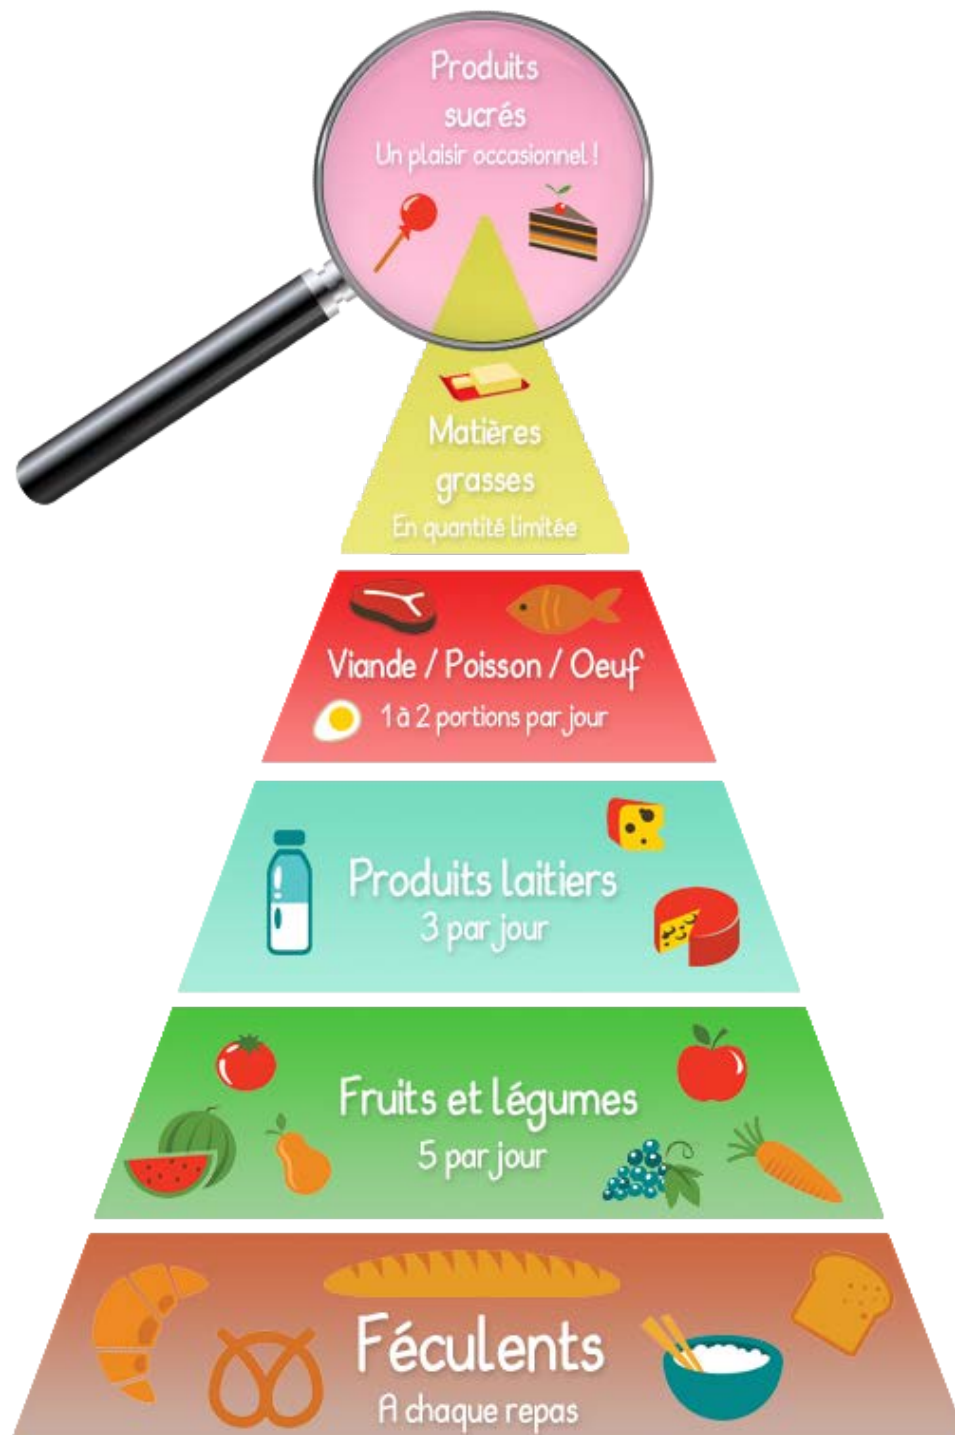 Produits
sucrés
Un plaisir occasionnel !
Matières
grasses
En quantité limitée
Viande / Poisson / Oeuf
1 à 2 portions par jour
Produits laitiers
3 par jour
Fruits et légumes
5 par jour
Féculents
A chaque repas